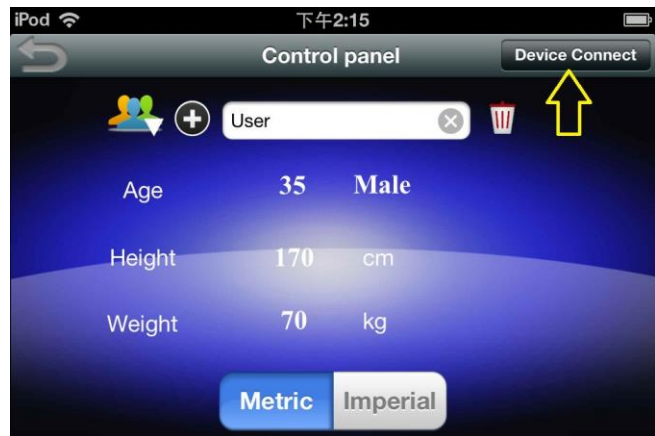 iPod 下午2:15
Control panel Device Connect
User
Age 35 Male
Height 170 cm
Weight 70 kg
Metric Imperial